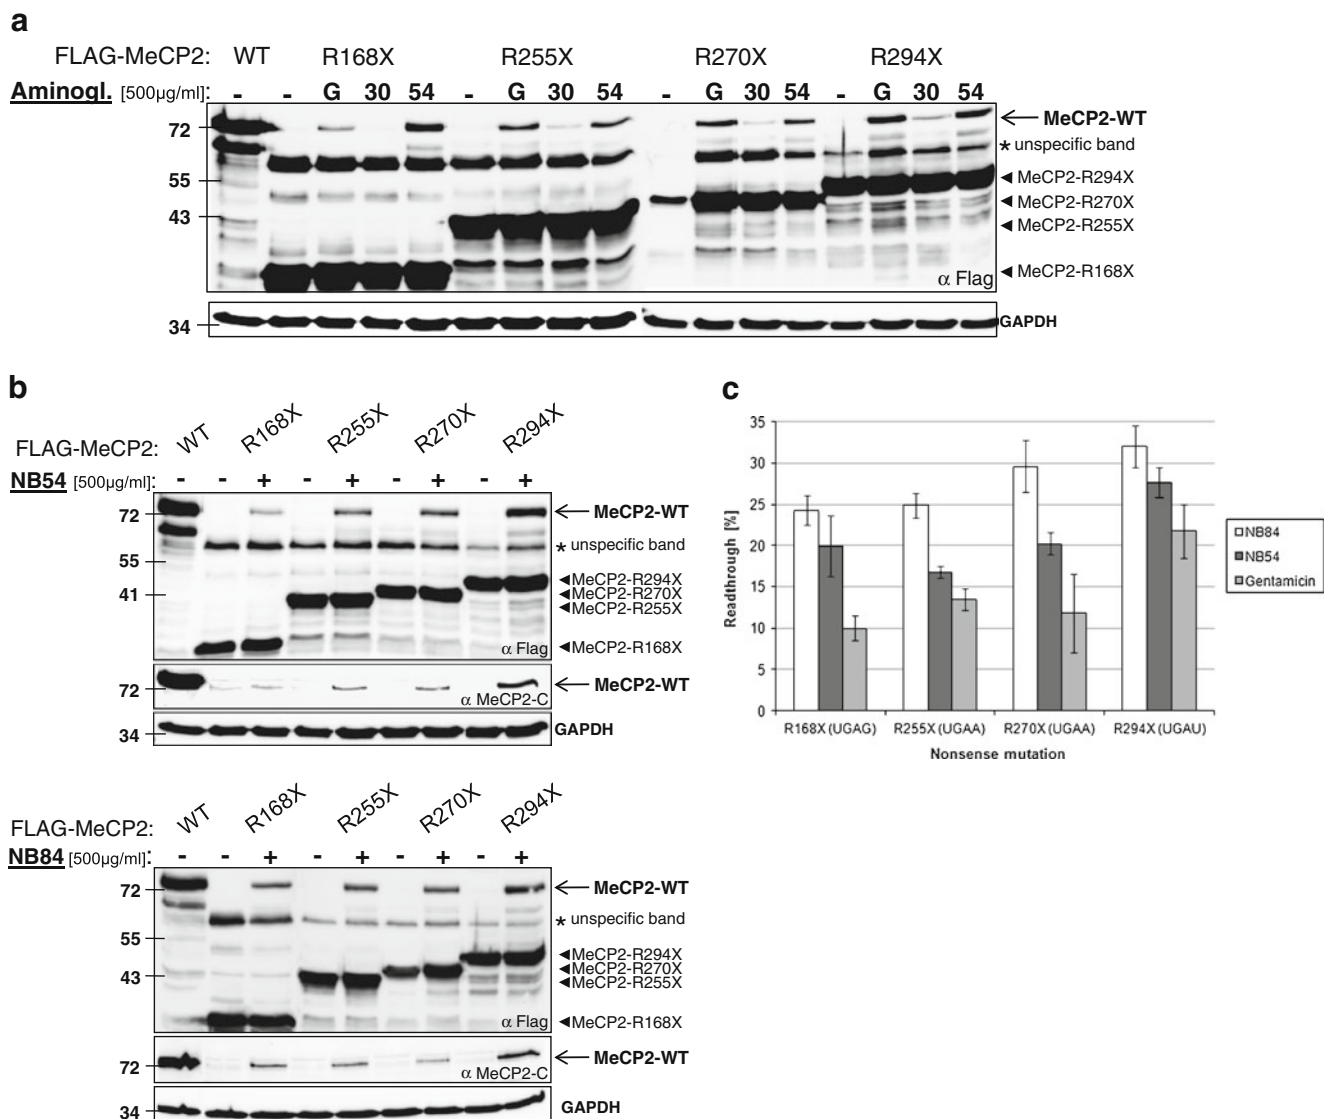 a
FLAG-MeCP2: WT R168X R255X R270X R294X
Aminogl. [500µg/ml]: - - G 30 54 - G 30 54 - G 30 54 - G 30 54
72
55
43
MeCP2-WT
* unspecific band
MeCP2-R294X
MeCP2-R270X
MeCP2-R255X
MeCP2-R168X
α Flag
34
GAPDH
b
FLAG-MeCP2: WT R168X R255X R270X R294X
NB54 [500µg/ml]: - - + - + - + - +
72
55
41
MeCP2-WT
* unspecific band
MeCP2-R294X
MeCP2-R270X
MeCP2-R255X
MeCP2-R168X
α Flag
72
MeCP2-WT
α MeCP2-C
34
GAPDH
FLAG-MeCP2: WT R168X R255X R270X R294X
NB84 [500µg/ml]: - - + - + - + - +
72
55
43
MeCP2-WT
* unspecific band
MeCP2-R294X
MeCP2-R270X
MeCP2-R255X
MeCP2-R168X
α Flag
72
MeCP2-WT
α MeCP2-C
34
GAPDH
c
Readthrough [%]
35
30
25
20
15
10
5
0
R168X (UGAG) R255X (UGAA) R270X (UGAA) R294X (UGAU)
Nonsense mutation
NB84
NB54
Gentamicin